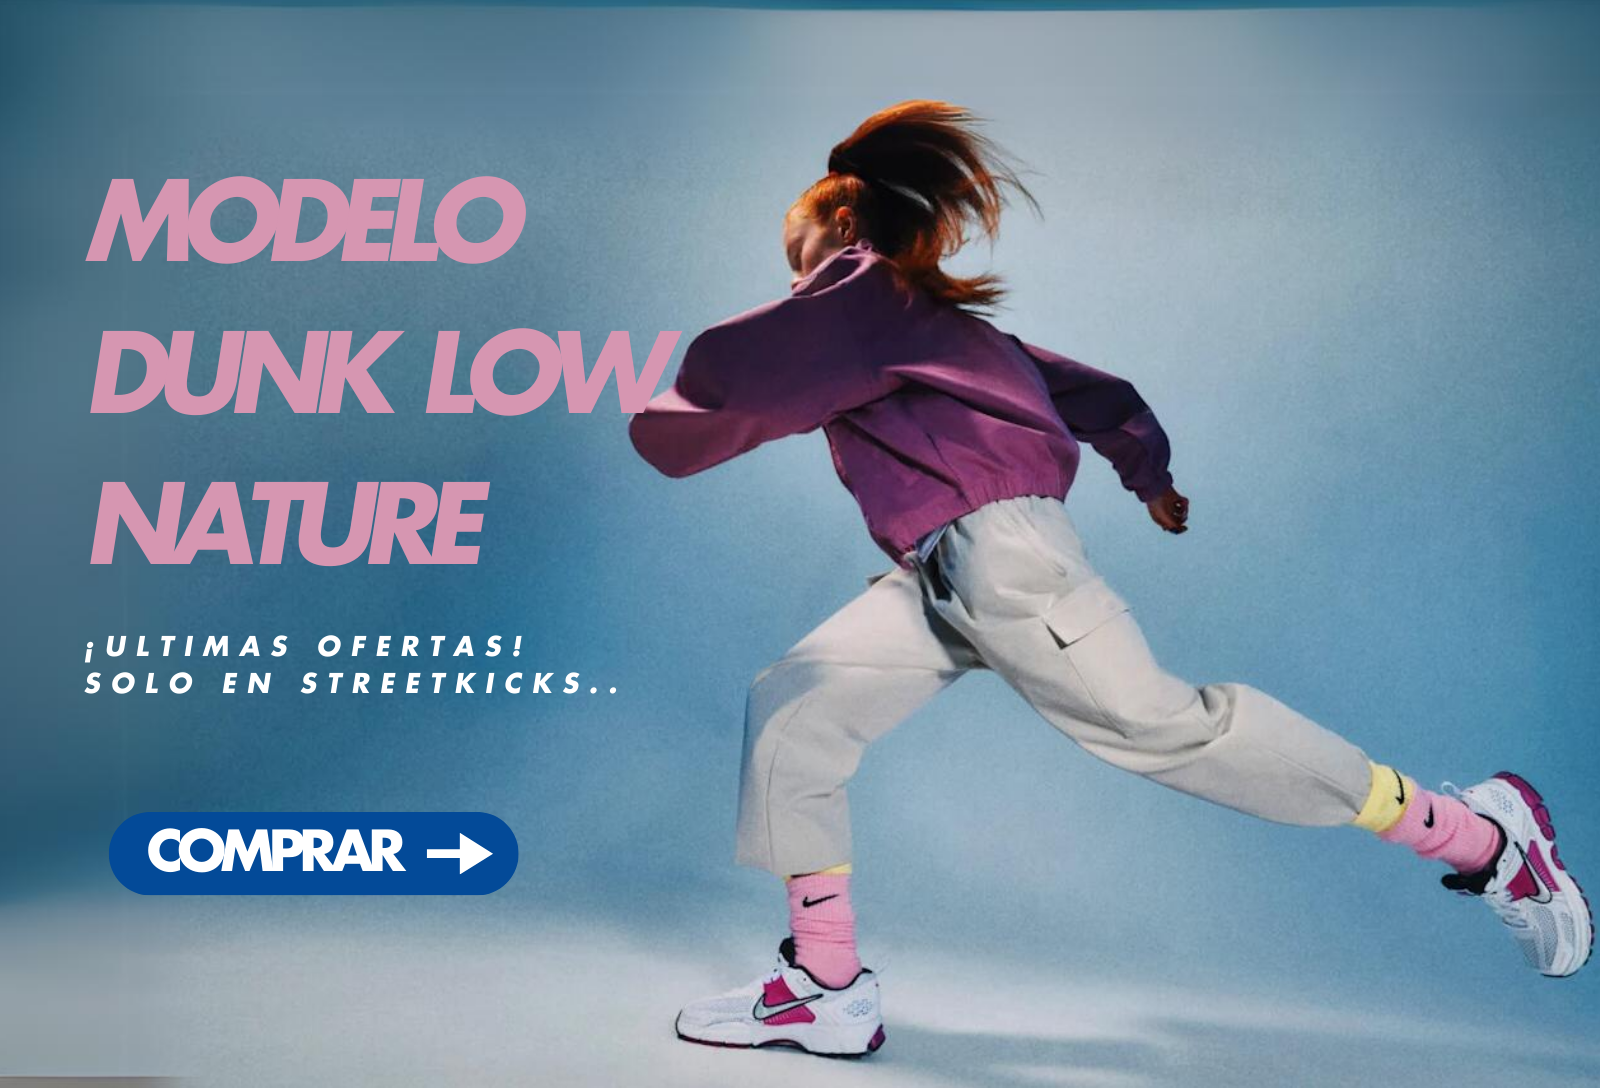 MODELO
DUNK LOW
NATURE
¡ULTIMAS OFERTAS!
SOLO EN STREETKICKS..
COMPRAR